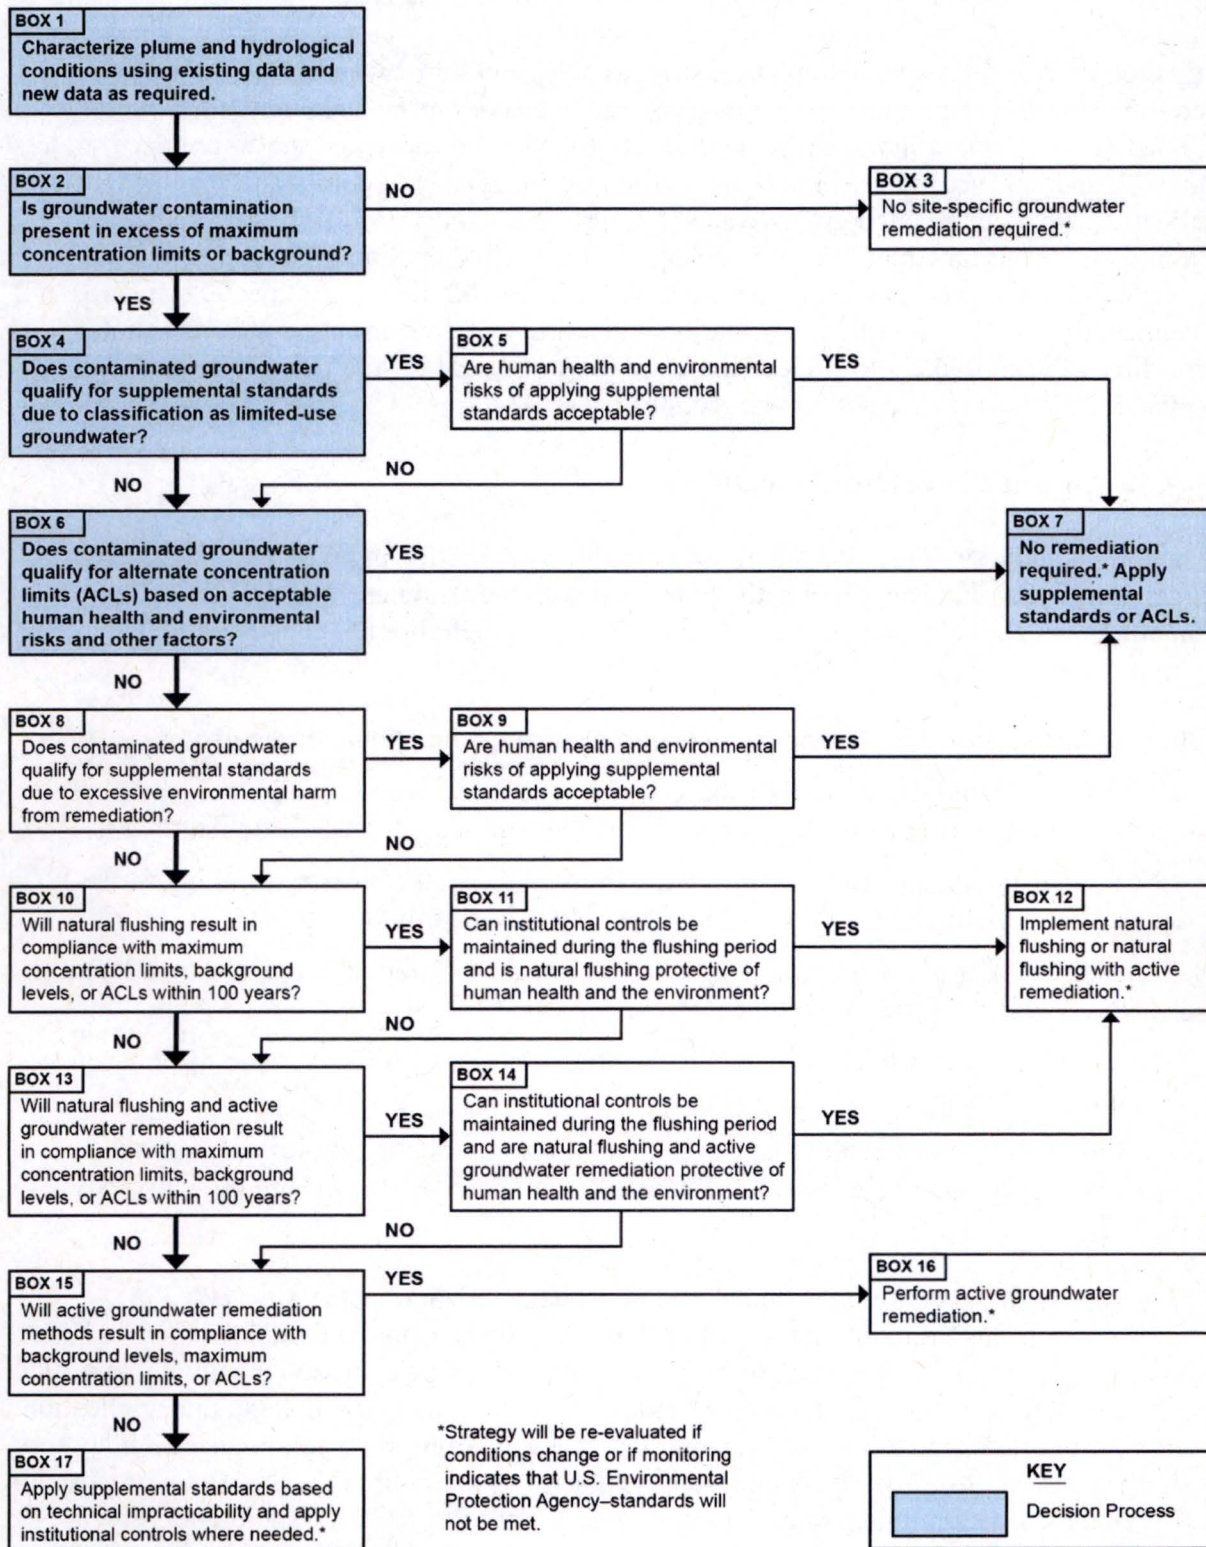 BOX 1
Characterize plume and hydrological
conditions using existing data and
new data as required.
BOX 2
Is groundwater contamination
present in excess of maximum
concentration limits or background?
NO
BOX 3
No site-specific groundwater
remediation required.*
YES
BOX 4
Does contaminated groundwater
qualify for supplemental standards
due to classification as limited-use
groundwater?
YES
BOX 5
Are human health and environmental
risks of applying supplemental
standards acceptable?
YES
NO
NO
BOX 6
Does contaminated groundwater
qualify for alternate concentration
limits (ACLs) based on acceptable
human health and environmental
risks and other factors?
YES
BOX 7
No remediation
required.* Apply
supplemental
standards or ACLs.
NO
BOX 8
Does contaminated groundwater
qualify for supplemental standards
due to excessive environmental harm
from remediation?
YES
BOX 9
Are human health and environmental
risks of applying supplemental
standards acceptable?
YES
NO
NO
BOX 10
Will natural flushing result in
compliance with maximum
concentration limits, background
levels, or ACLs within 100 years?
YES
BOX 11
Can institutional controls be
maintained during the flushing period
and is natural flushing protective of
human health and the environment?
YES
BOX 12
Implement natural
flushing or natural
flushing with active
remediation.*
NO
NO
BOX 13
Will natural flushing and active
groundwater remediation result
in compliance with maximum
concentration limits, background
levels, or ACLs within 100 years?
YES
BOX 14
Can institutional controls be
maintained during the flushing period
and are natural flushing and active
groundwater remediation protective of
human health and the environment?
YES
NO
NO
BOX 15
Will active groundwater remediation
methods result in compliance with
background levels, maximum
concentration limits, or ACLs?
YES
BOX 16
Perform active groundwater
remediation.*
NO
BOX 17
Apply supplemental standards based
on technical impracticability and apply
institutional controls where needed.*
*Strategy will be re-evaluated if
conditions change or if monitoring
indicates that U.S. Environmental
Protection Agency–standards will
not be met.
KEY
Decision Process